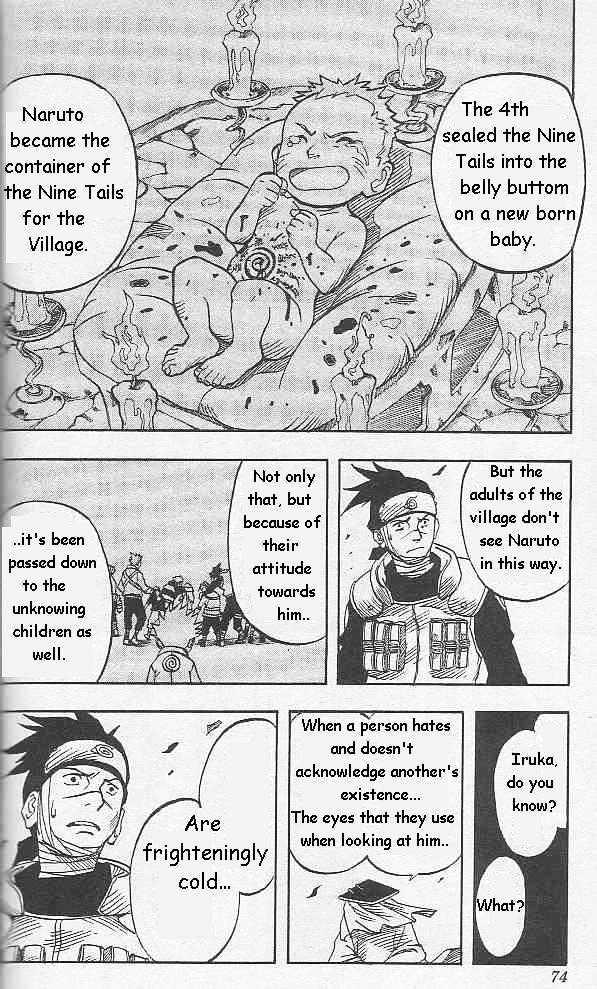 The 4th
sealed the Nine
Tails into the
belly buttom
on a new born
baby.
Naruto
became the
container of
the Nine Tails
for the
Village.
But the
adults of the
village don't
see Naruto
in this way.
Not only
that, but
because of
their
attitude
towards
him..
..it's been
passed down
to the
unknowing
children as
well.
Iruka,
do you
know?
What?
When a person hates
and doesn't
acknowledge another's
existence...
The eyes that they use
when looking at him..
Are
frighteningly
cold...
74